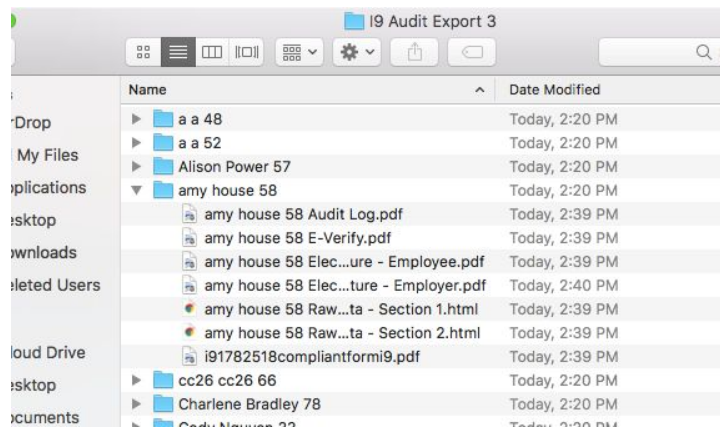 I9 Audit Export 3
Name Date Modified
rDrop
a a 48 Today, 2:20 PM
a a 52 Today, 2:20 PM
My Files
Alison Power 57 Today, 2:20 PM
plications
amy house 58 Today, 2:20 PM
esktop
amy house 58 Audit Log.pdf Today, 2:39 PM
amy house 58 E-Verify.pdf Today, 2:39 PM
wnloads
amy house 58 Elec...ure - Employee.pdf Today, 2:39 PM
eleted Users
amy house 58 Elec...ture - Employer.pdf Today, 2:40 PM
amy house 58 Raw...ta - Section 1.html Today, 2:39 PM
amy house 58 Raw...ta - Section 2.html Today, 2:39 PM
loud Drive
i91782518compliantformi9.pdf Today, 2:39 PM
esktop
cc26 cc26 66 Today, 2:20 PM
Charlene Bradley 78 Today, 2:20 PM
ocuments
Cody Nguyen Today, 2:20 PM